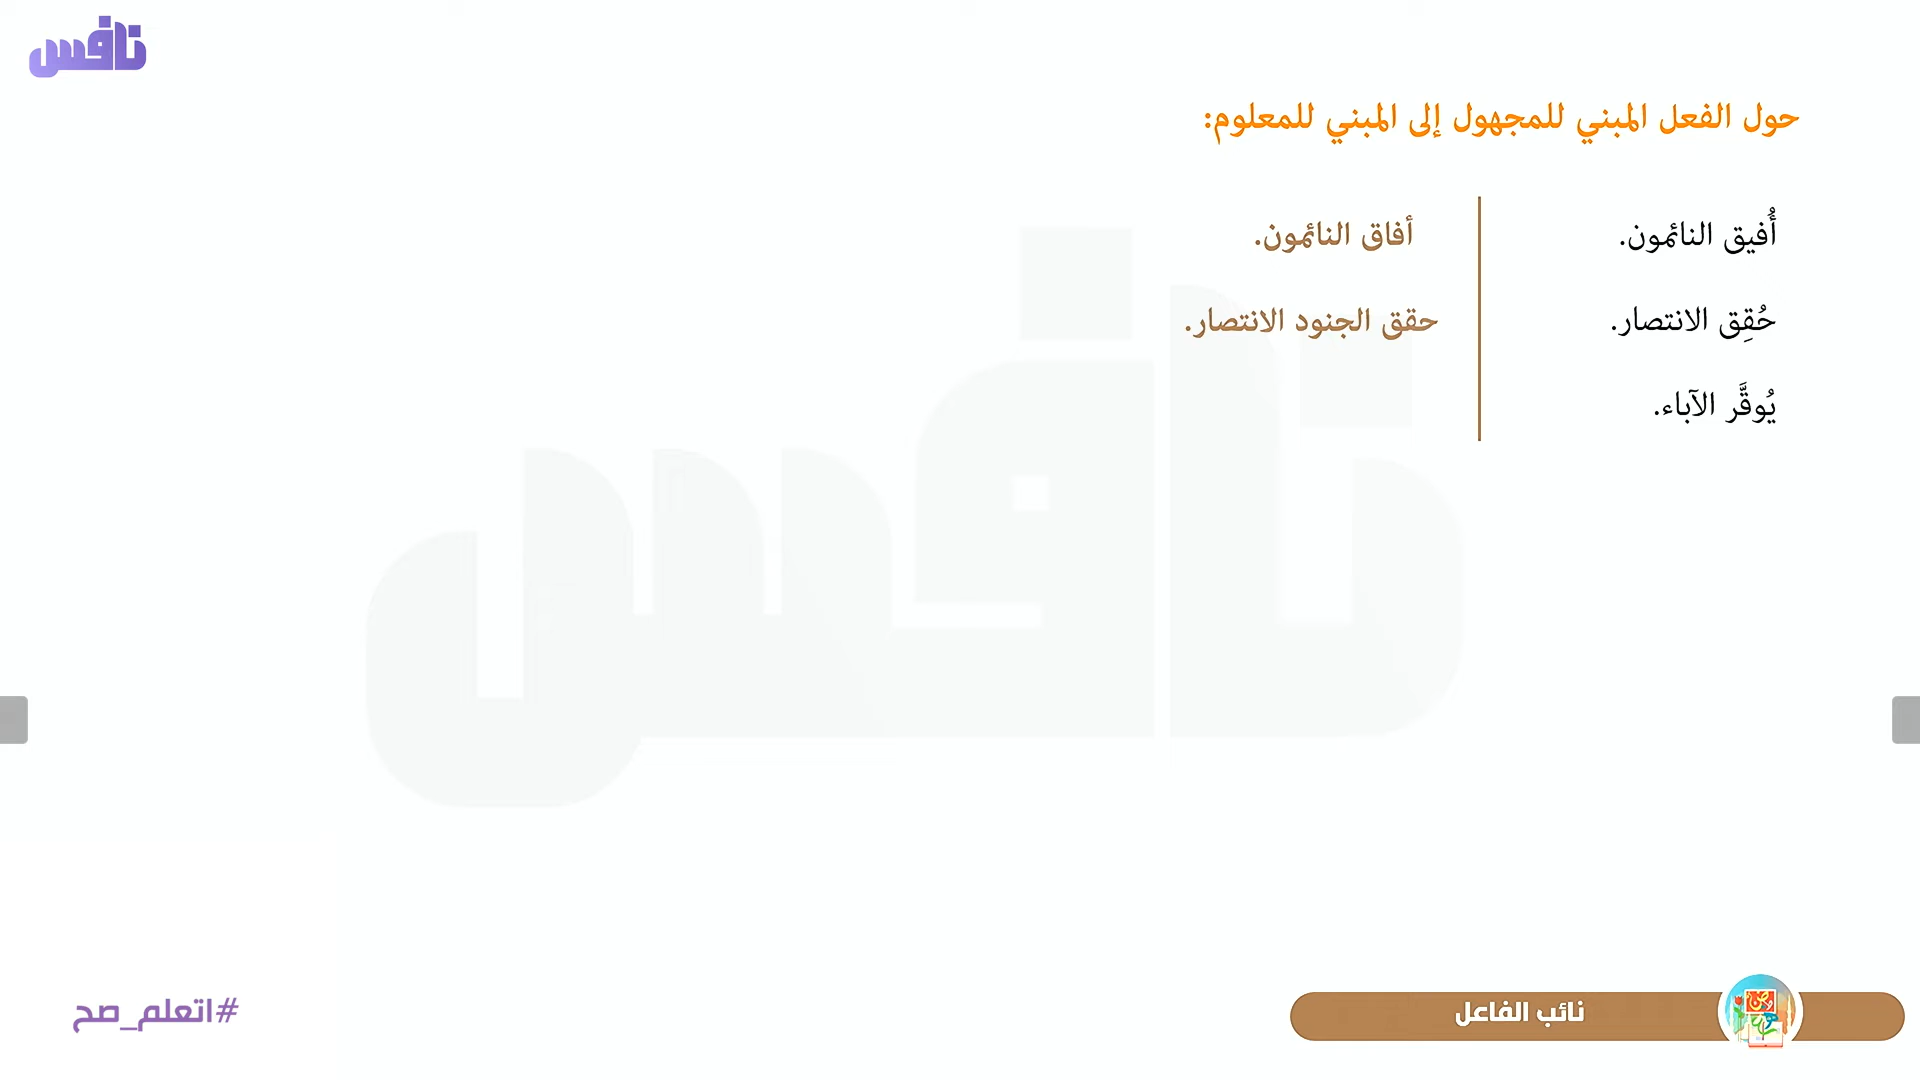 نافس
حول الفعل المبني للمجهول إلى المبني للمعلوم:
أُفيق النائمون.
أفاق النائمون.
حُقِق الانتصار.
حقق الجنود الانتصار.
يُوقَّر الآباء.
نافس
نائب الفاعل
#اتعلم_صح